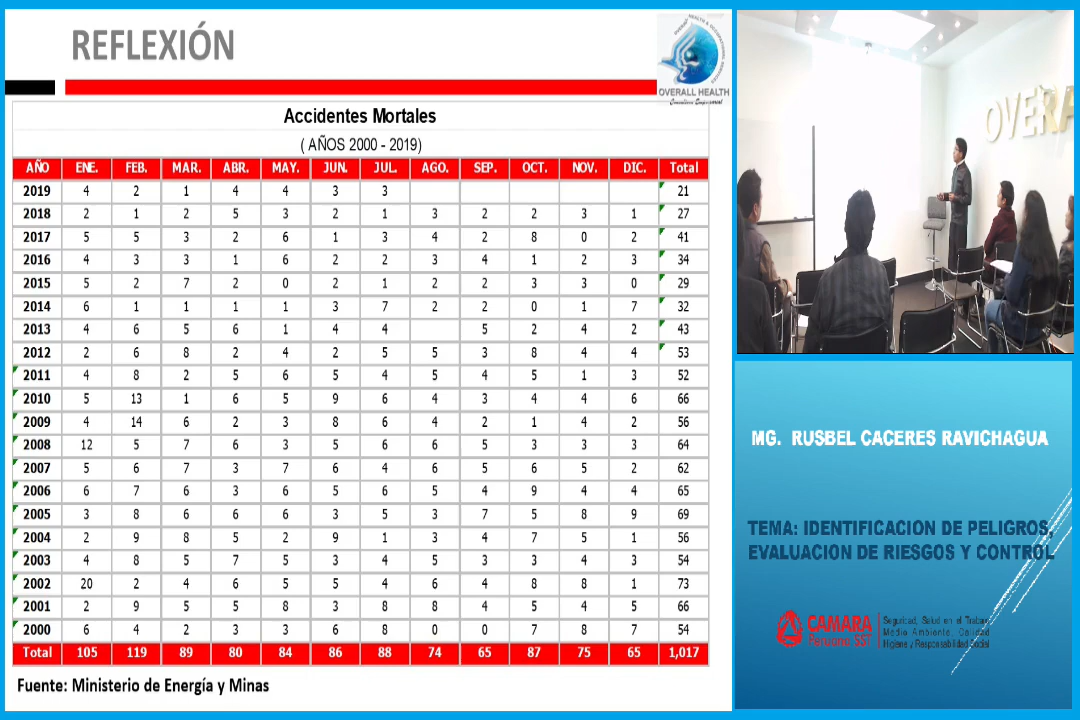 REFLEXIÓN
OVERALL HEALTH
Consultora Empresarial
Accidentes Mortales
( AÑOS 2000 - 2019)
AÑO ENE. FEB. MAR. ABR. MAY. JUN. JUL. AGO. SEP. OCT. NOV. DIC. Total
2019 4 2 1 4 4 3 3 21
2018 2 1 2 5 3 2 1 3 2 2 3 1 27
2017 5 5 3 2 6 1 3 4 2 8 0 2 41
2016 4 3 3 1 6 2 2 3 4 1 2 3 34
2015 5 2 7 2 0 2 1 2 2 3 3 0 29
2014 6 1 1 1 1 3 7 2 2 0 1 7 32
2013 4 6 5 6 1 4 4 5 2 4 2 43
2012 2 6 8 2 4 2 5 5 3 8 4 4 53
2011 4 8 2 5 6 5 4 5 4 5 1 3 52
2010 5 13 1 6 5 9 6 4 3 4 4 6 66
2009 4 14 6 2 3 8 6 4 2 1 4 2 56
2008 12 5 7 6 3 5 6 6 5 3 3 3 64
2007 5 6 7 3 7 6 4 6 5 6 5 2 62
2006 6 7 6 3 6 5 6 5 4 9 4 4 65
2005 3 8 6 6 6 3 5 3 7 5 8 9 69
2004 2 9 8 5 2 9 1 3 4 7 5 1 56
2003 4 8 5 7 5 3 4 5 3 3 4 3 54
2002 20 2 4 6 5 5 4 6 4 8 8 1 73
2001 2 9 5 5 8 3 8 8 4 5 4 5 66
2000 6 4 2 3 3 6 8 0 0 7 8 7 54
Total 105 119 89 80 84 86 88 74 65 87 75 65 1,017
Fuente: Ministerio de Energía y Minas
OVERA
MG. RUSBEL CACERES RAVICHAGUA
TEMA: IDENTIFICACION DE PELIGROS,
EVALUACION DE RIESGOS Y CONTROL
CAMARA
Peruana SST
Seguridad, Salud en el Trabajo
Medio Ambiente, Calidad
Higiene y Responsabilidad Social